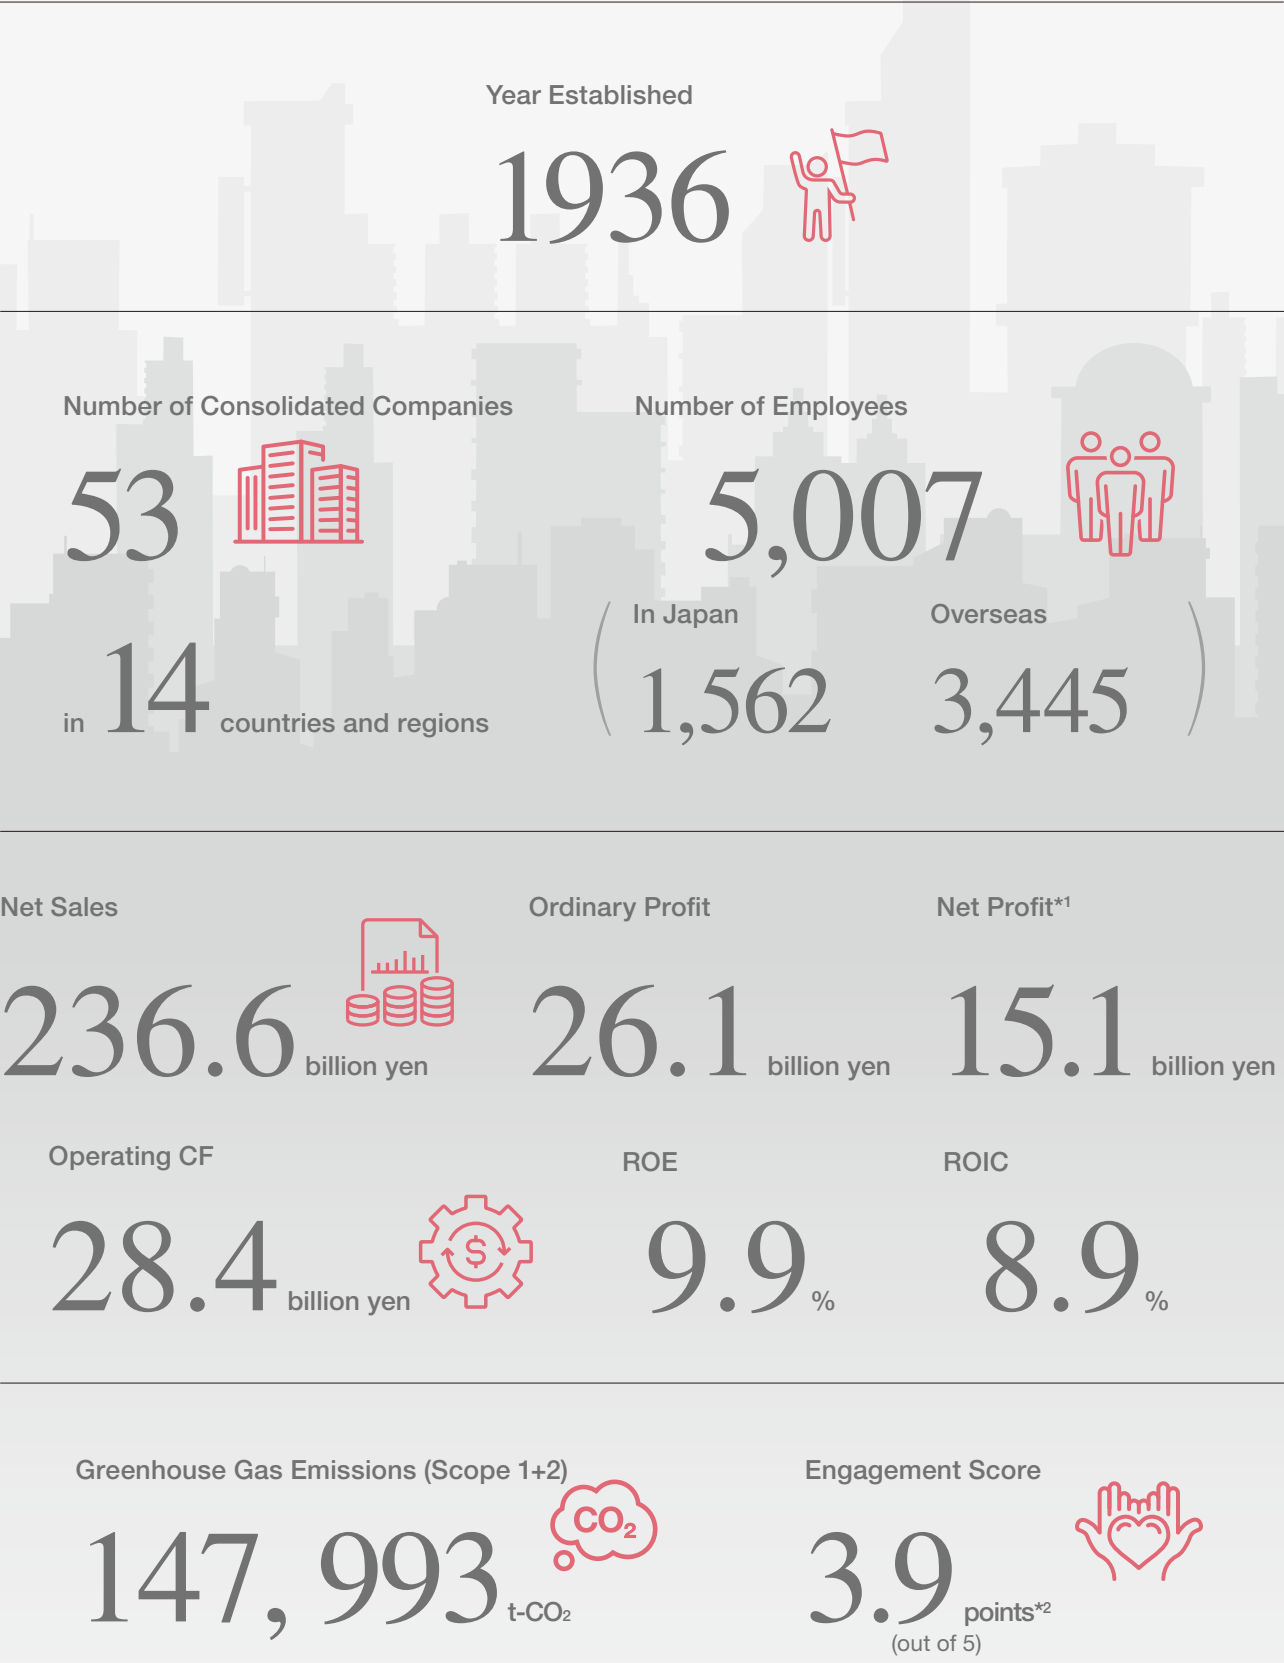 Year Established
1936
Number of Consolidated Companies
53
in 14 countries and regions
Number of Employees
5,007
(In Japan Overseas
1,562 3,445)
Net Sales
236.6 billion yen
Ordinary Profit
26.1 billion yen
Net Profit*1
15.1 billion yen
Operating CF
28.4 billion yen
$
ROE
9.9%
ROIC
8.9%
Greenhouse Gas Emissions (Scope 1+2)
147, 993 t-CO2
CO2
Engagement Score
3.9 points*2
(out of 5)